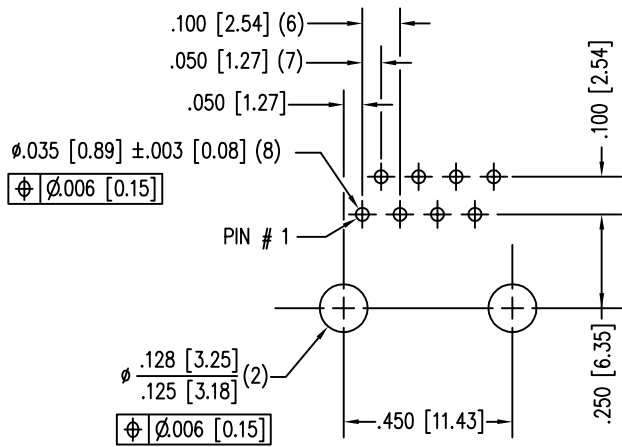 .100 [2.54] (6)
.050 [1.27] (7)
.050 [1.27]
.100 [2.54]
ø.035 [0.89] ±.003 [0.08] (8)
⌖ Ø.006 [0.15]
PIN # 1
ø .128 [3.25]
.125 [3.18] (2)
.250 [6.35]
.450 [11.43]
⌖ Ø.006 [0.15]